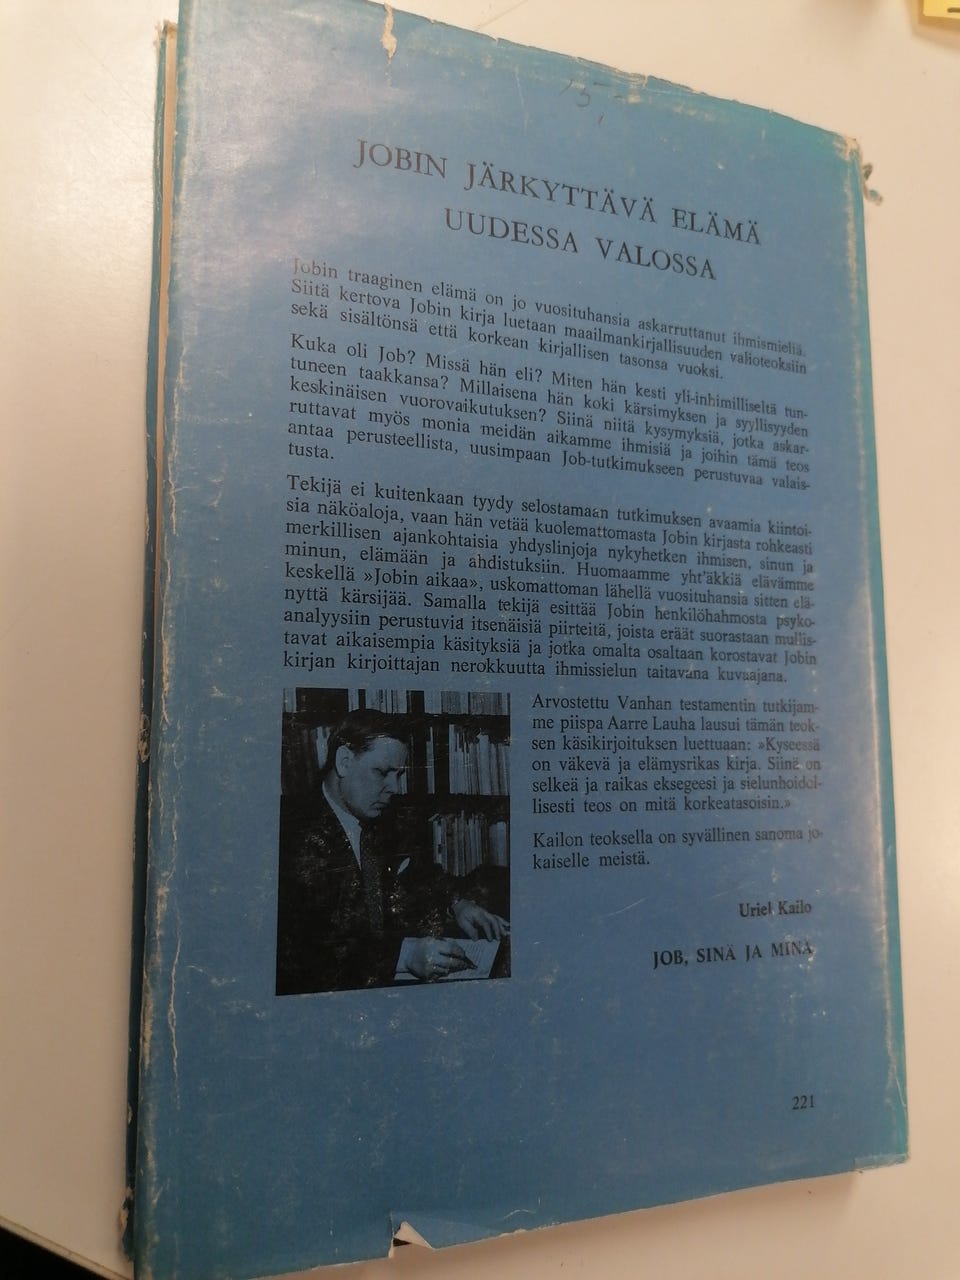 15,-
JOBIN JÄRKYTTÄVÄ ELÄMÄ
UUDESSA VALOSSA
Jobin traaginen elämä on jo vuosituhansia askarruttanut ihmismieliä.
Siitä kertova Jobin kirja luetaan maailmankirjallisuuden valioteoksiin
sekä sisältönsä että korkean kirjallisen tasonsa vuoksi.
Kuka oli Job? Missä hän eli? Miten hän kesti yli-inhimilliseltä tun-
tuneen taakkansa? Millaisena hän koki kärsimyksen ja syyllisyyden
keskinäisen vuorovaikutuksen? Siinä niitä kysymyksiä, jotka askar-
ruttavat myös monia meidän aikamme ihmisiä ja joihin tämä teos
antaa perusteellista, uusimpaan Job-tutkimukseen perustuvaa valais-
tusta.
Tekijä ei kuitenkaan tyydy selostamaan tutkimuksen avaamia kiintoi-
sia näköaloja, vaan hän vetää kuolemattomasta Jobin kirjasta rohkeasti
merkillisen ajankohtaisia yhdyslinjoja nykyhetken ihmisen, sinun ja
minun, elämään ja ahdistuksiin. Huomaamme yht'äkkiä elävämme
keskellä »Jobin aikaa», uskomattoman lähellä vuosituhansia sitten elä-
nyttä kärsijää. Samalla tekijä esittää Jobin henkilöhahmosta psyko-
analyysiin perustuvia itsenäisiä piirteitä, joista eräät suorastaan mullis-
tavat aikaisempia käsityksiä ja jotka omalta osaltaan korostavat Jobin
kirjan kirjoittajan nerokkuutta ihmissielun taitavana kuvaajana.
Arvostettu Vanhan testamentin tutkijam-
me piispa Aarre Lauha lausui tämän teok-
sen käsikirjoituksen luettuaan: »Kyseessä
on väkevä ja elämysrikas kirja. Siinä on
selkeä ja raikas eksegeesi ja sielunhoidol-
lisesti teos on mitä korkeatasoisin.»
Kailon teoksella on syvällinen sanoma jo-
kaiselle meistä.
Uriel Kailo
JOB, SINÄ JA MINÄ
221